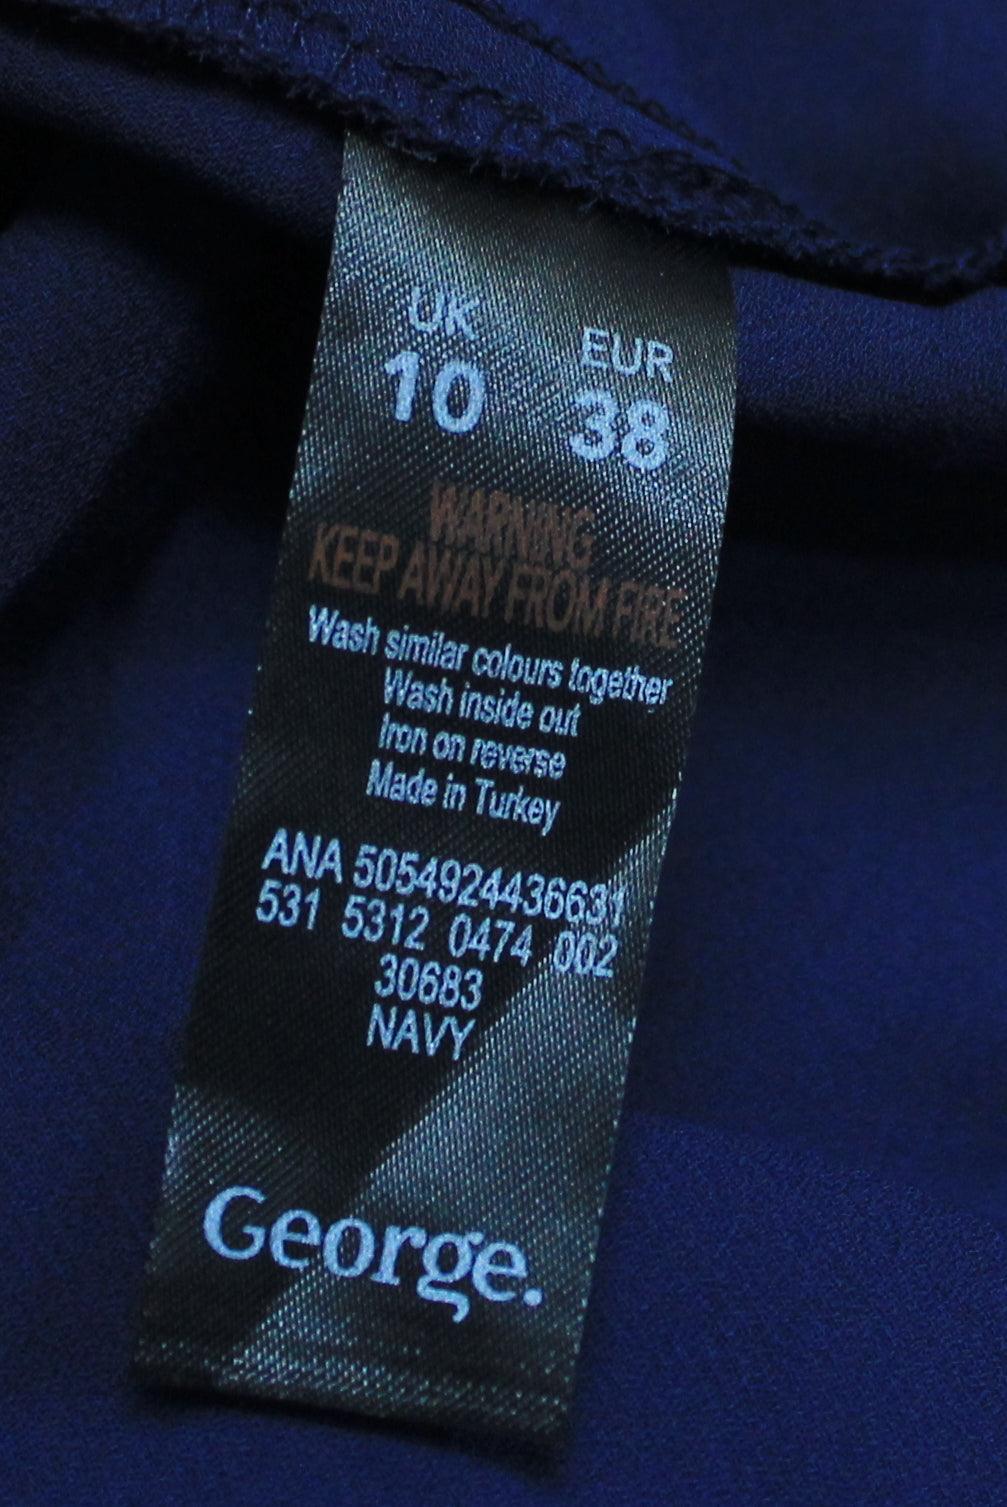 UK EUR
10 38
WARNING
KEEP AWAY FROM FIRE
Wash similar colours together
Wash inside out
Iron on reverse
Made in Turkey
ANA 5054924436631
531 5312 0474 002
30683
NAVY
George.